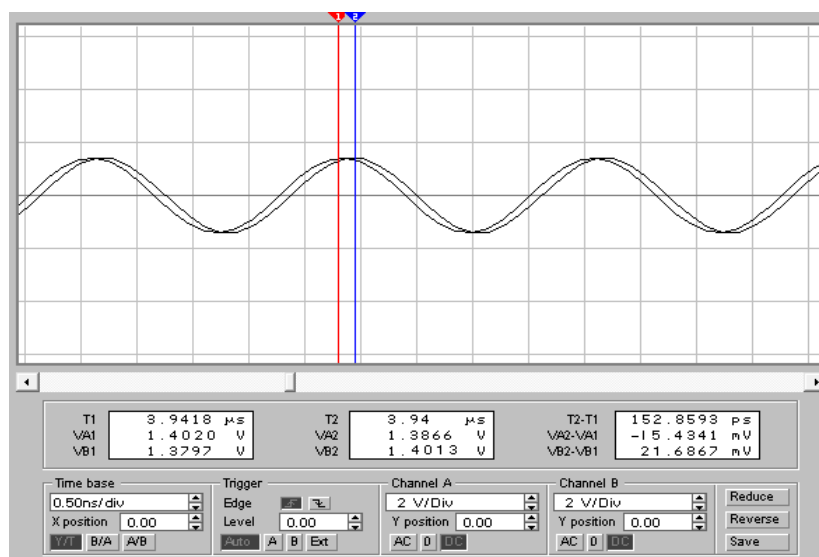 1 2
T1 3.9418 µs T2 3.94 µs T2-T1 152.8593 ps
VA1 1.4020 V VA2 1.3866 V VA2-VA1 -15.4341 mV
VB1 1.3797 V VB2 1.4013 V VB2-VB1 21.6867 mV
Time base Trigger Channel A Channel B
0.50ns/div Edge 2 V/Div 2 V/Div Reduce
X position 0.00 Level 0.00 Y position 0.00 Y position 0.00 Reverse
Y/T B/A A/B Auto A B Ext AC 0 DC AC 0 DC Save